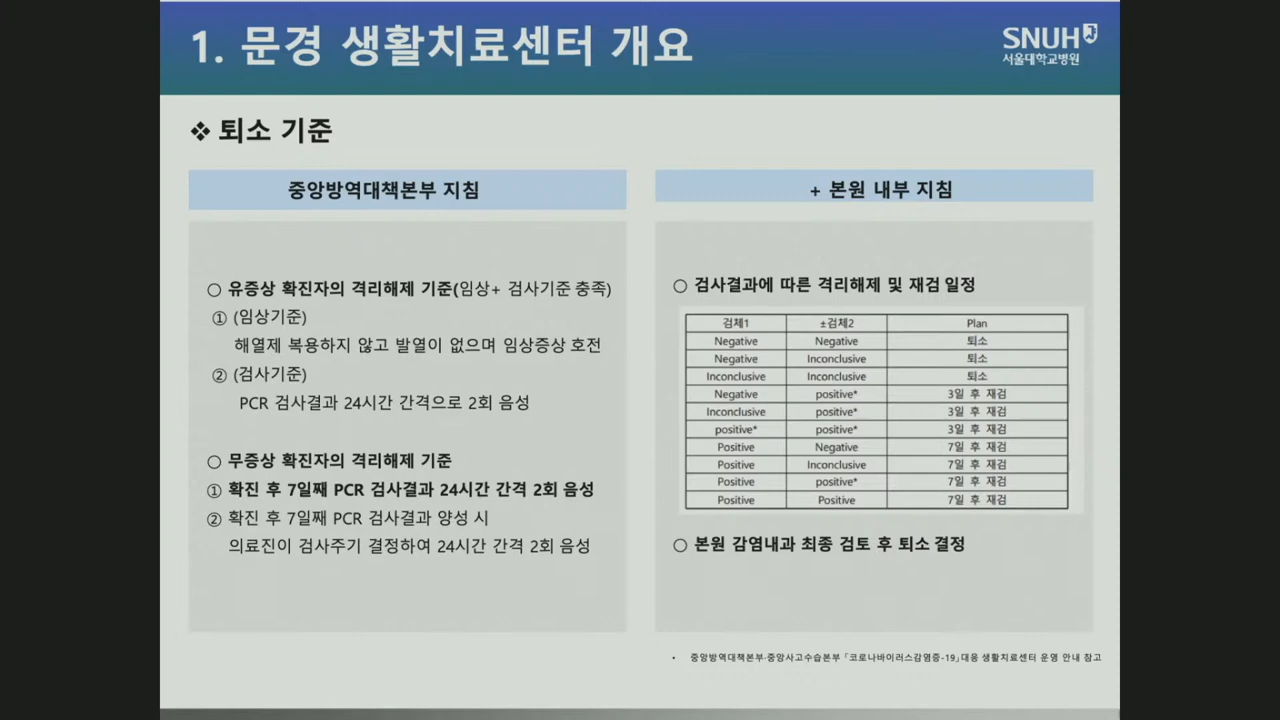 1. 문경 생활치료센터 개요
SNUH
서울대학교병원
❖ 퇴소 기준
중앙방역대책본부 지침
○ 유증상 확진자의 격리해제 기준(임상+ 검사기준 충족)
① (임상기준)
해열제 복용하지 않고 발열이 없으며 임상증상 호전
② (검사기준)
PCR 검사결과 24시간 간격으로 2회 음성
○ 무증상 확진자의 격리해제 기준
① 확진 후 7일째 PCR 검사결과 24시간 간격 2회 음성
② 확진 후 7일째 PCR 검사결과 양성 시
의료진이 검사주기 결정하여 24시간 간격 2회 음성
+ 본원 내부 지침
○ 검사결과에 따른 격리해제 및 재검 일정
검체1 ±검체2 Plan
Negative Negative 퇴소
Negative Inconclusive 퇴소
Inconclusive Inconclusive 퇴소
Negative positive* 3일 후 재검
Inconclusive positive* 3일 후 재검
positive* positive* 3일 후 재검
Positive Negative 7일 후 재검
Positive Inconclusive 7일 후 재검
Positive positive* 7일 후 재검
Positive Positive 7일 후 재검
○ 본원 감염내과 최종 검토 후 퇴소 결정
• 중앙방역대책본부·중앙사고수습본부 「코로나바이러스감염증-19」대응 생활치료센터 운영 안내 참고